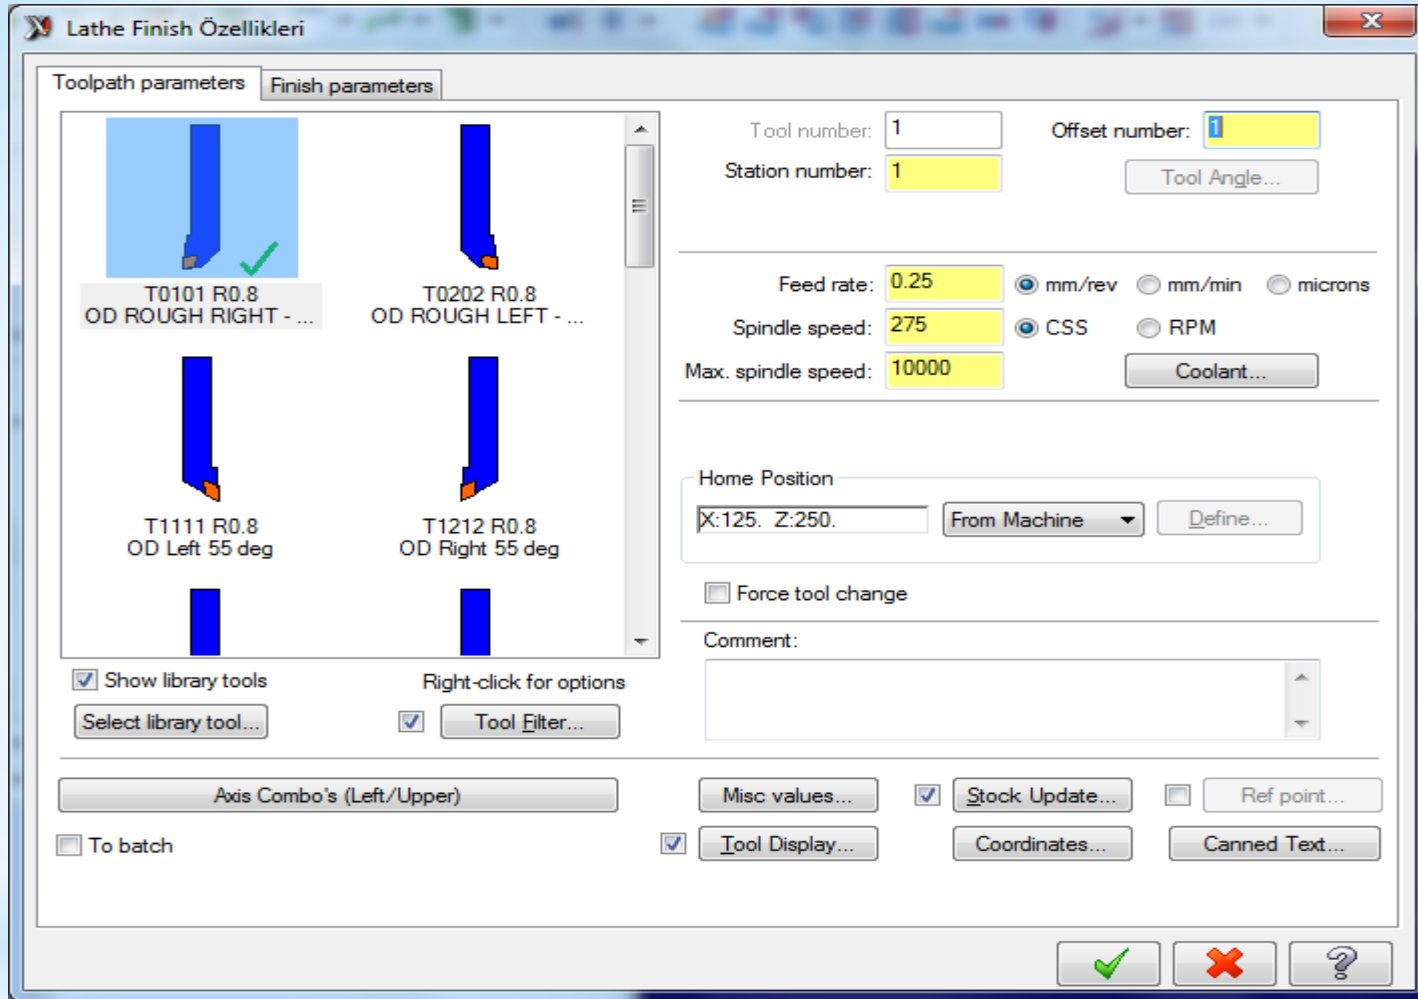 Lathe Finish Özellikleri
Toolpath parameters
Finish parameters
T0101 R0.8
OD ROUGH RIGHT - ...
T0202 R0.8
OD ROUGH LEFT - ...
T1111 R0.8
OD Left 55 deg
T1212 R0.8
OD Right 55 deg
Show library tools
Right-click for options
Select library tool...
Tool Filter...
Axis Combo's (Left/Upper)
To batch
Tool number: 1
Offset number: 1
Station number: 1
Tool Angle...
Feed rate: 0.25 mm/rev mm/min microns
Spindle speed: 275 CSS RPM
Max. spindle speed: 10000
Coolant...
Home Position
X:125. Z:250.
From Machine
Define...
Force tool change
Comment:
Misc values...
Stock Update...
Ref point...
Tool Display...
Coordinates...
Canned Text...